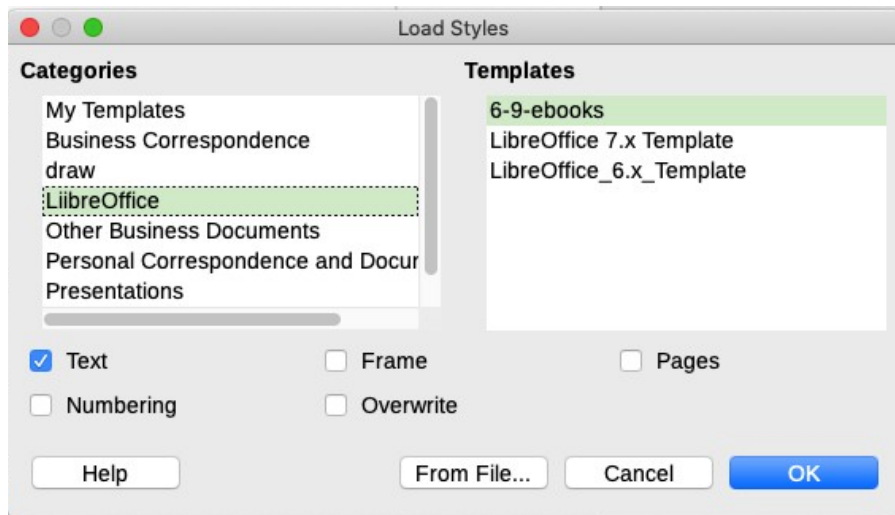 Load Styles
Categories
My Templates
Business Correspondence
draw
LiibreOffice
Other Business Documents
Personal Correspondence and Docur
Presentations
Templates
6-9-ebooks
LibreOffice 7.x Template
LibreOffice_6.x_Template
Text
Frame
Pages
Numbering
Overwrite
Help
From File...
Cancel
OK